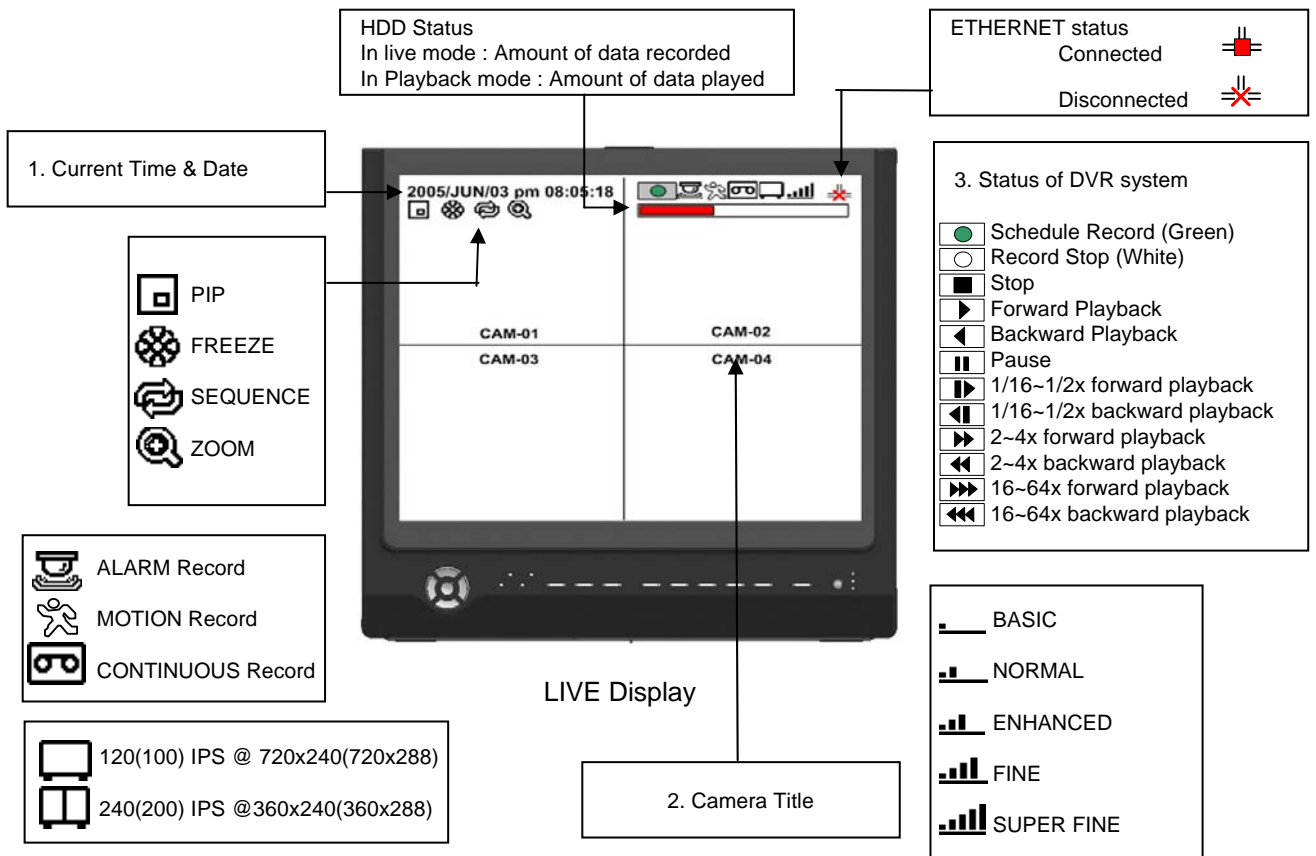 HDD Status
In live mode : Amount of data recorded
In Playback mode : Amount of data played
ETHERNET status
Connected
Disconnected
1. Current Time & Date
2005/JUN/03 pm 08:05:18
CAM-01
CAM-02
CAM-03
CAM-04
PIP
FREEZE
SEQUENCE
ZOOM
3. Status of DVR system
Schedule Record (Green)
Record Stop (White)
Stop
Forward Playback
Backward Playback
Pause
1/16~1/2x forward playback
1/16~1/2x backward playback
2~4x forward playback
2~4x backward playback
16~64x forward playback
16~64x backward playback
ALARM Record
MOTION Record
CONTINUOUS Record
LIVE Display
120(100) IPS @ 720x240(720x288)
240(200) IPS @360x240(360x288)
2. Camera Title
BASIC
NORMAL
ENHANCED
FINE
SUPER FINE